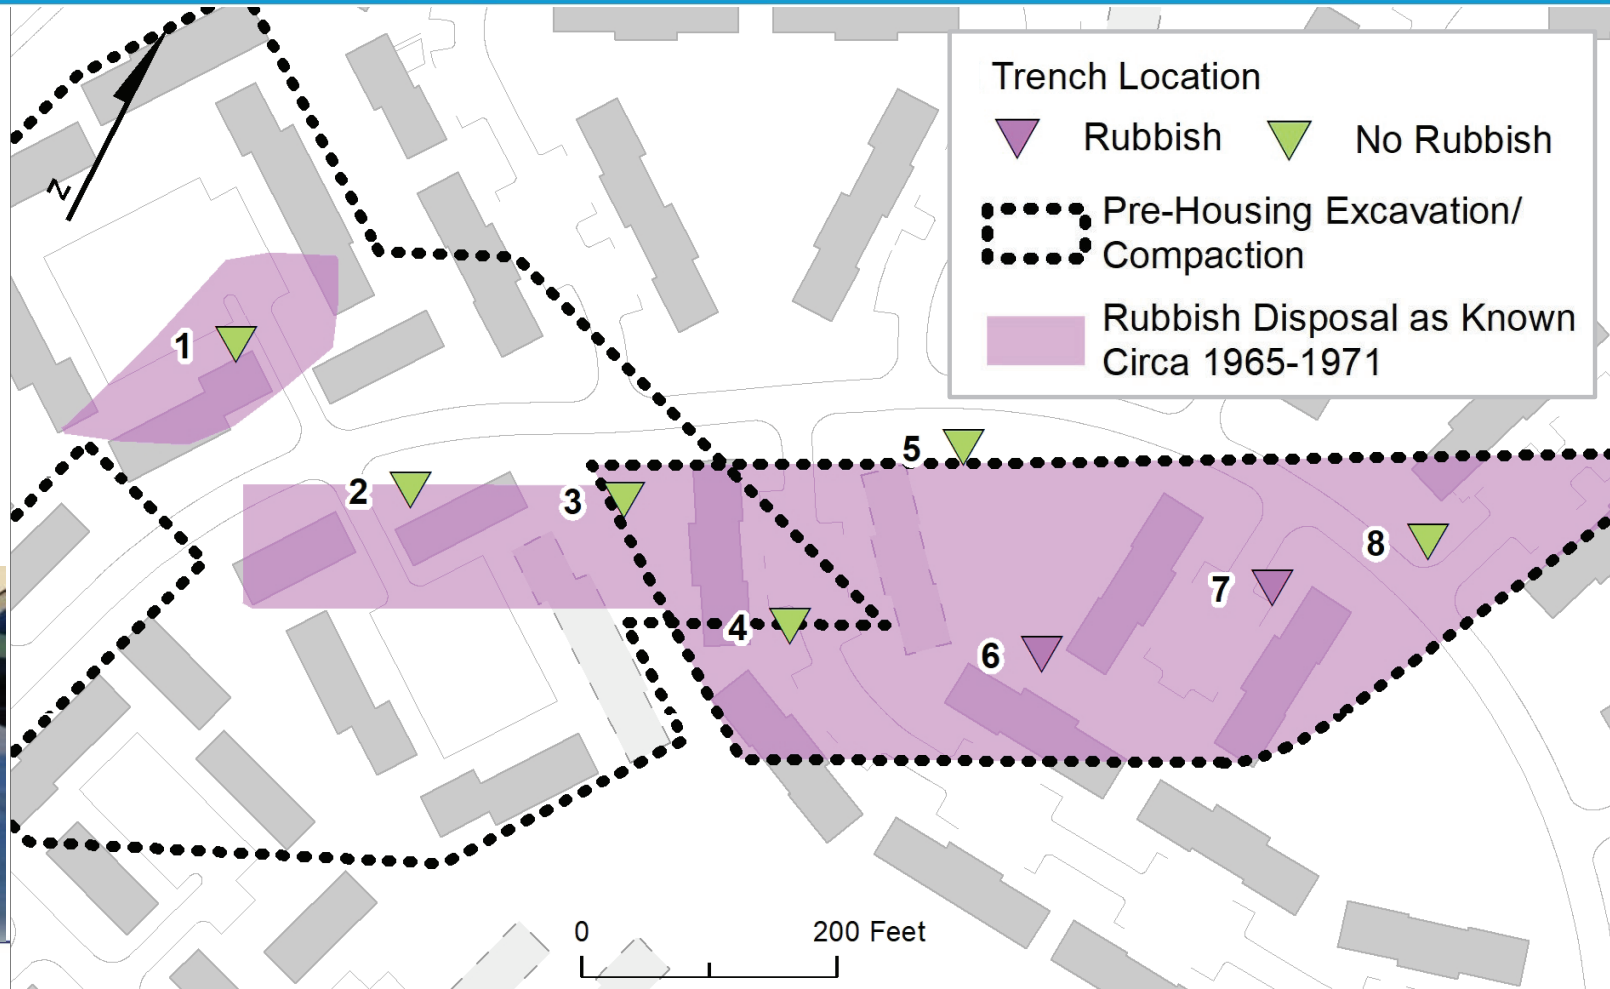 Trench Location
Rubbish
No Rubbish
Pre-Housing Excavation/
Compaction
Rubbish Disposal as Known
Circa 1965-1971
N
1
2
3
4
5
6
7
8
0
200 Feet